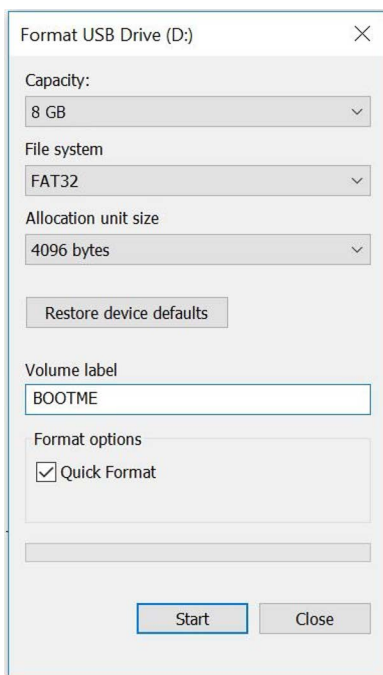 Format USB Drive (D:)
Capacity:
8 GB
File system
FAT32
Allocation unit size
4096 bytes
Restore device defaults
Volume label
BOOTME
Format options
Quick Format
Start Close